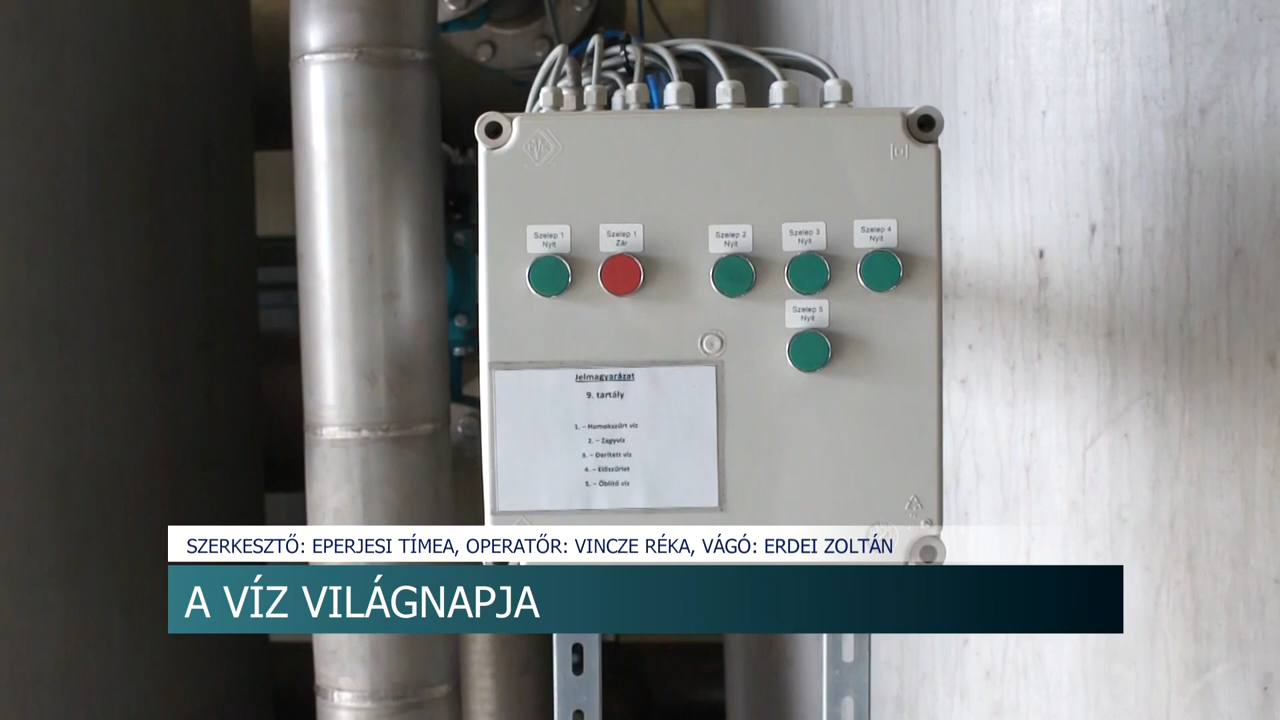 Szelep 1
Nyit
Szelep 1
Zár
Szelep 2
Nyit
Szelep 3
Nyit
Szelep 4
Nyit
Szelep 5
Nyit
Jelmagyarázat
9. tartály
1. – Homokszűrt víz
2. – Zagyvíz
3. – Derített víz
4. – Előszűrlet
5. – Öblítő víz
SZERKESZTŐ: EPERJESI TÍMEA, OPERATŐR: VINCZE RÉKA, VÁGÓ: ERDEI ZOLTÁN
A VÍZ VILÁGNAPJA